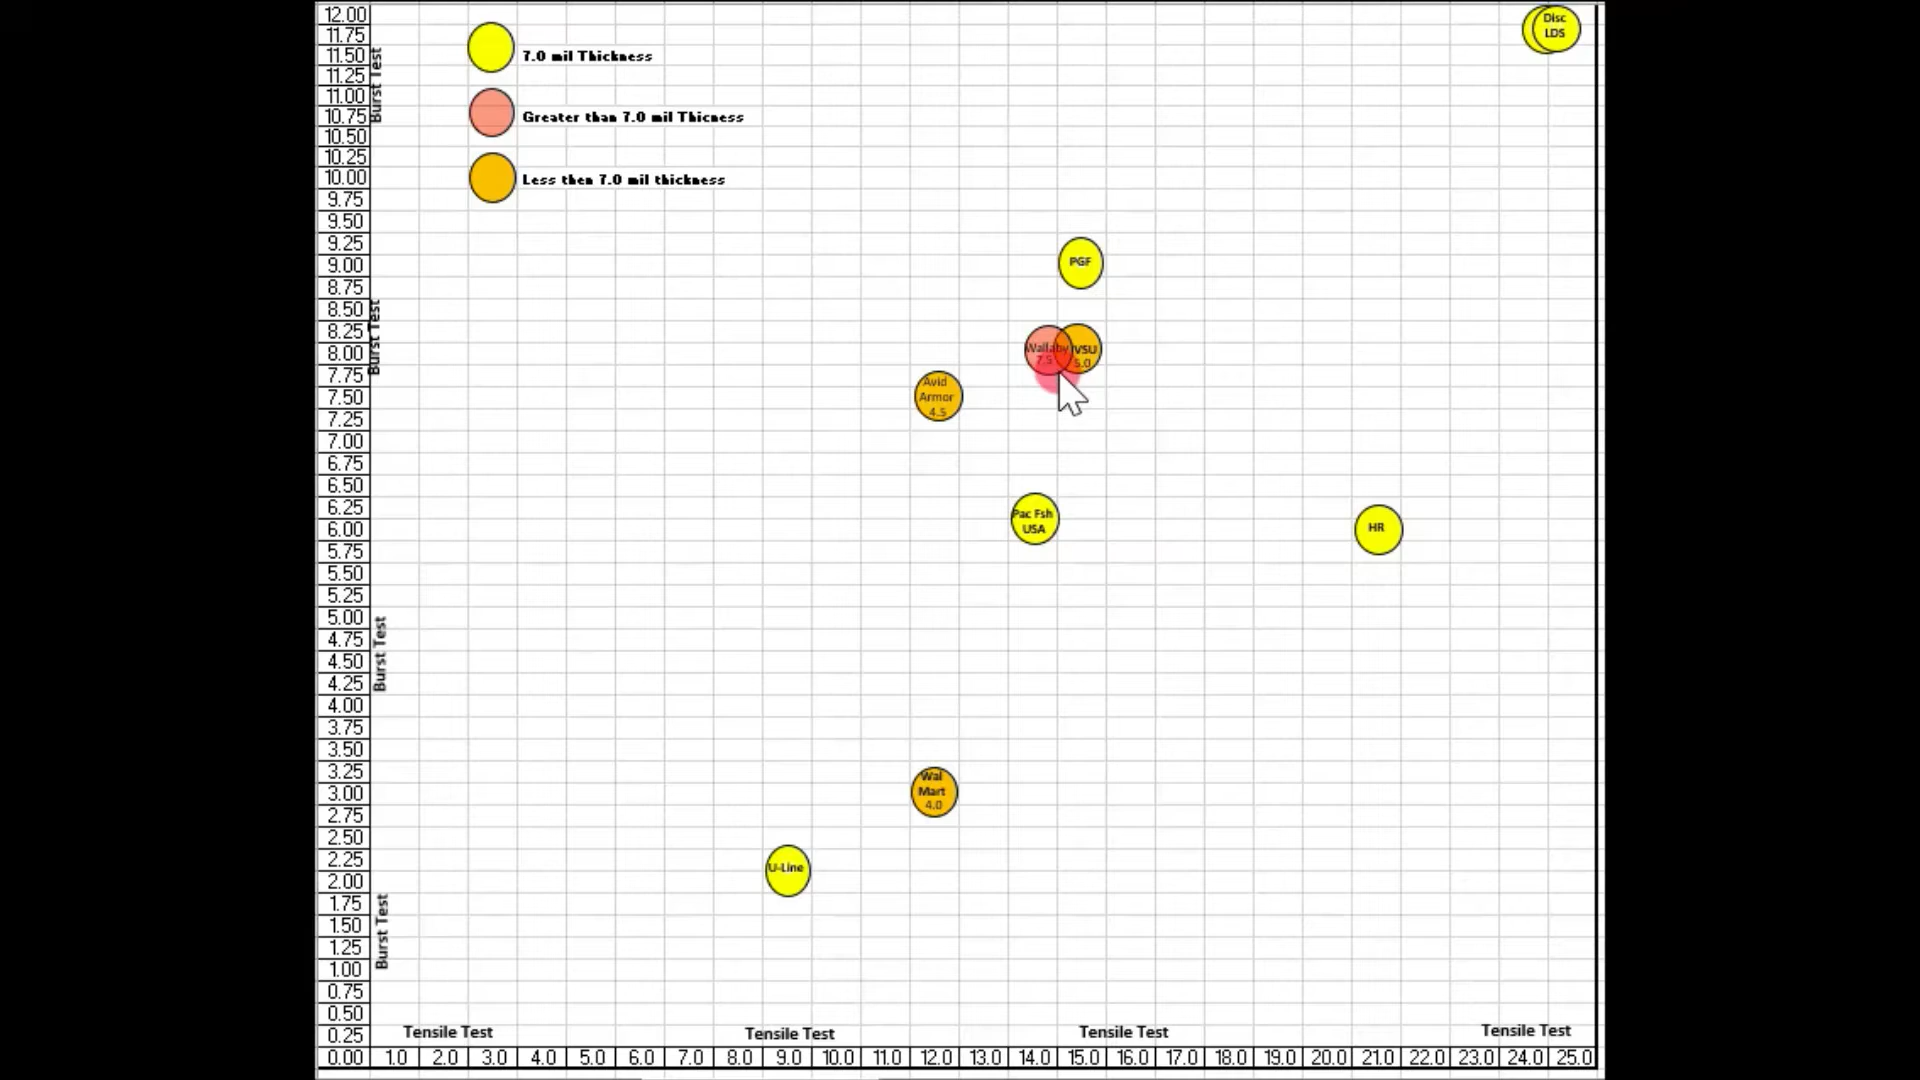 12.00
11.75
11.50
11.25
11.00
10.75
10.50
10.25
10.00
9.75
9.50
9.25
9.00
8.75
8.50
8.25
8.00
7.75
7.50
7.25
7.00
6.75
6.50
6.25
6.00
5.75
5.50
5.25
5.00
4.75
4.50
4.25
4.00
3.75
3.50
3.25
3.00
2.75
2.50
2.25
2.00
1.75
1.50
1.25
1.00
0.75
0.50
0.25
Burst Test
Burst Test
Burst Test
Burst Test
7.0 mil Thickness
Greater than 7.0 mil Thicness
Less then 7.0 mil thickness
Disc
LDS
PGF
Wallaby
7.5
VSU
5.0
Avid
Armor
4.5
Pac Fsh
USA
HR
Wal
Mart
4.0
U-Line
Tensile Test Tensile Test Tensile Test Tensile Test
0.00 1.0 2.0 3.0 4.0 5.0 6.0 7.0 8.0 9.0 10.0 11.0 12.0 13.0 14.0 15.0 16.0 17.0 18.0 19.0 20.0 21.0 22.0 23.0 24.0 25.0